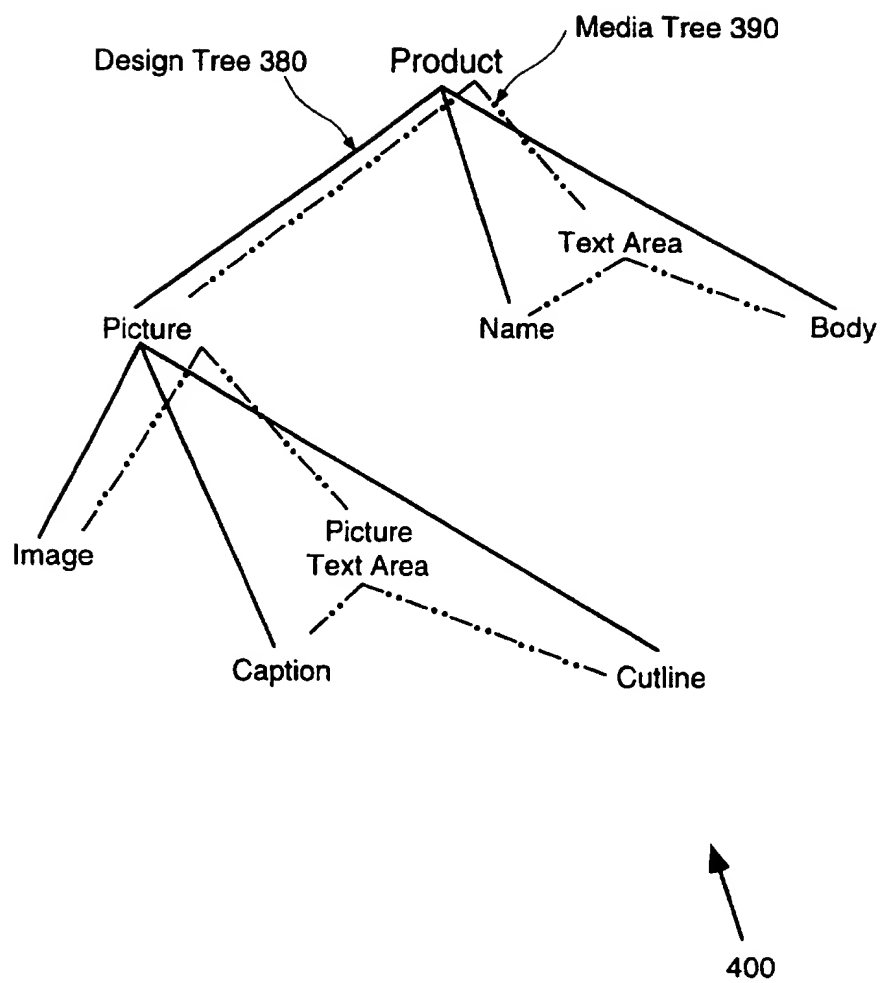 Media Tree 390
Design Tree 380
Product
Text Area
Picture
Name
Body
Picture
Text Area
Image
Caption
Cutline
400